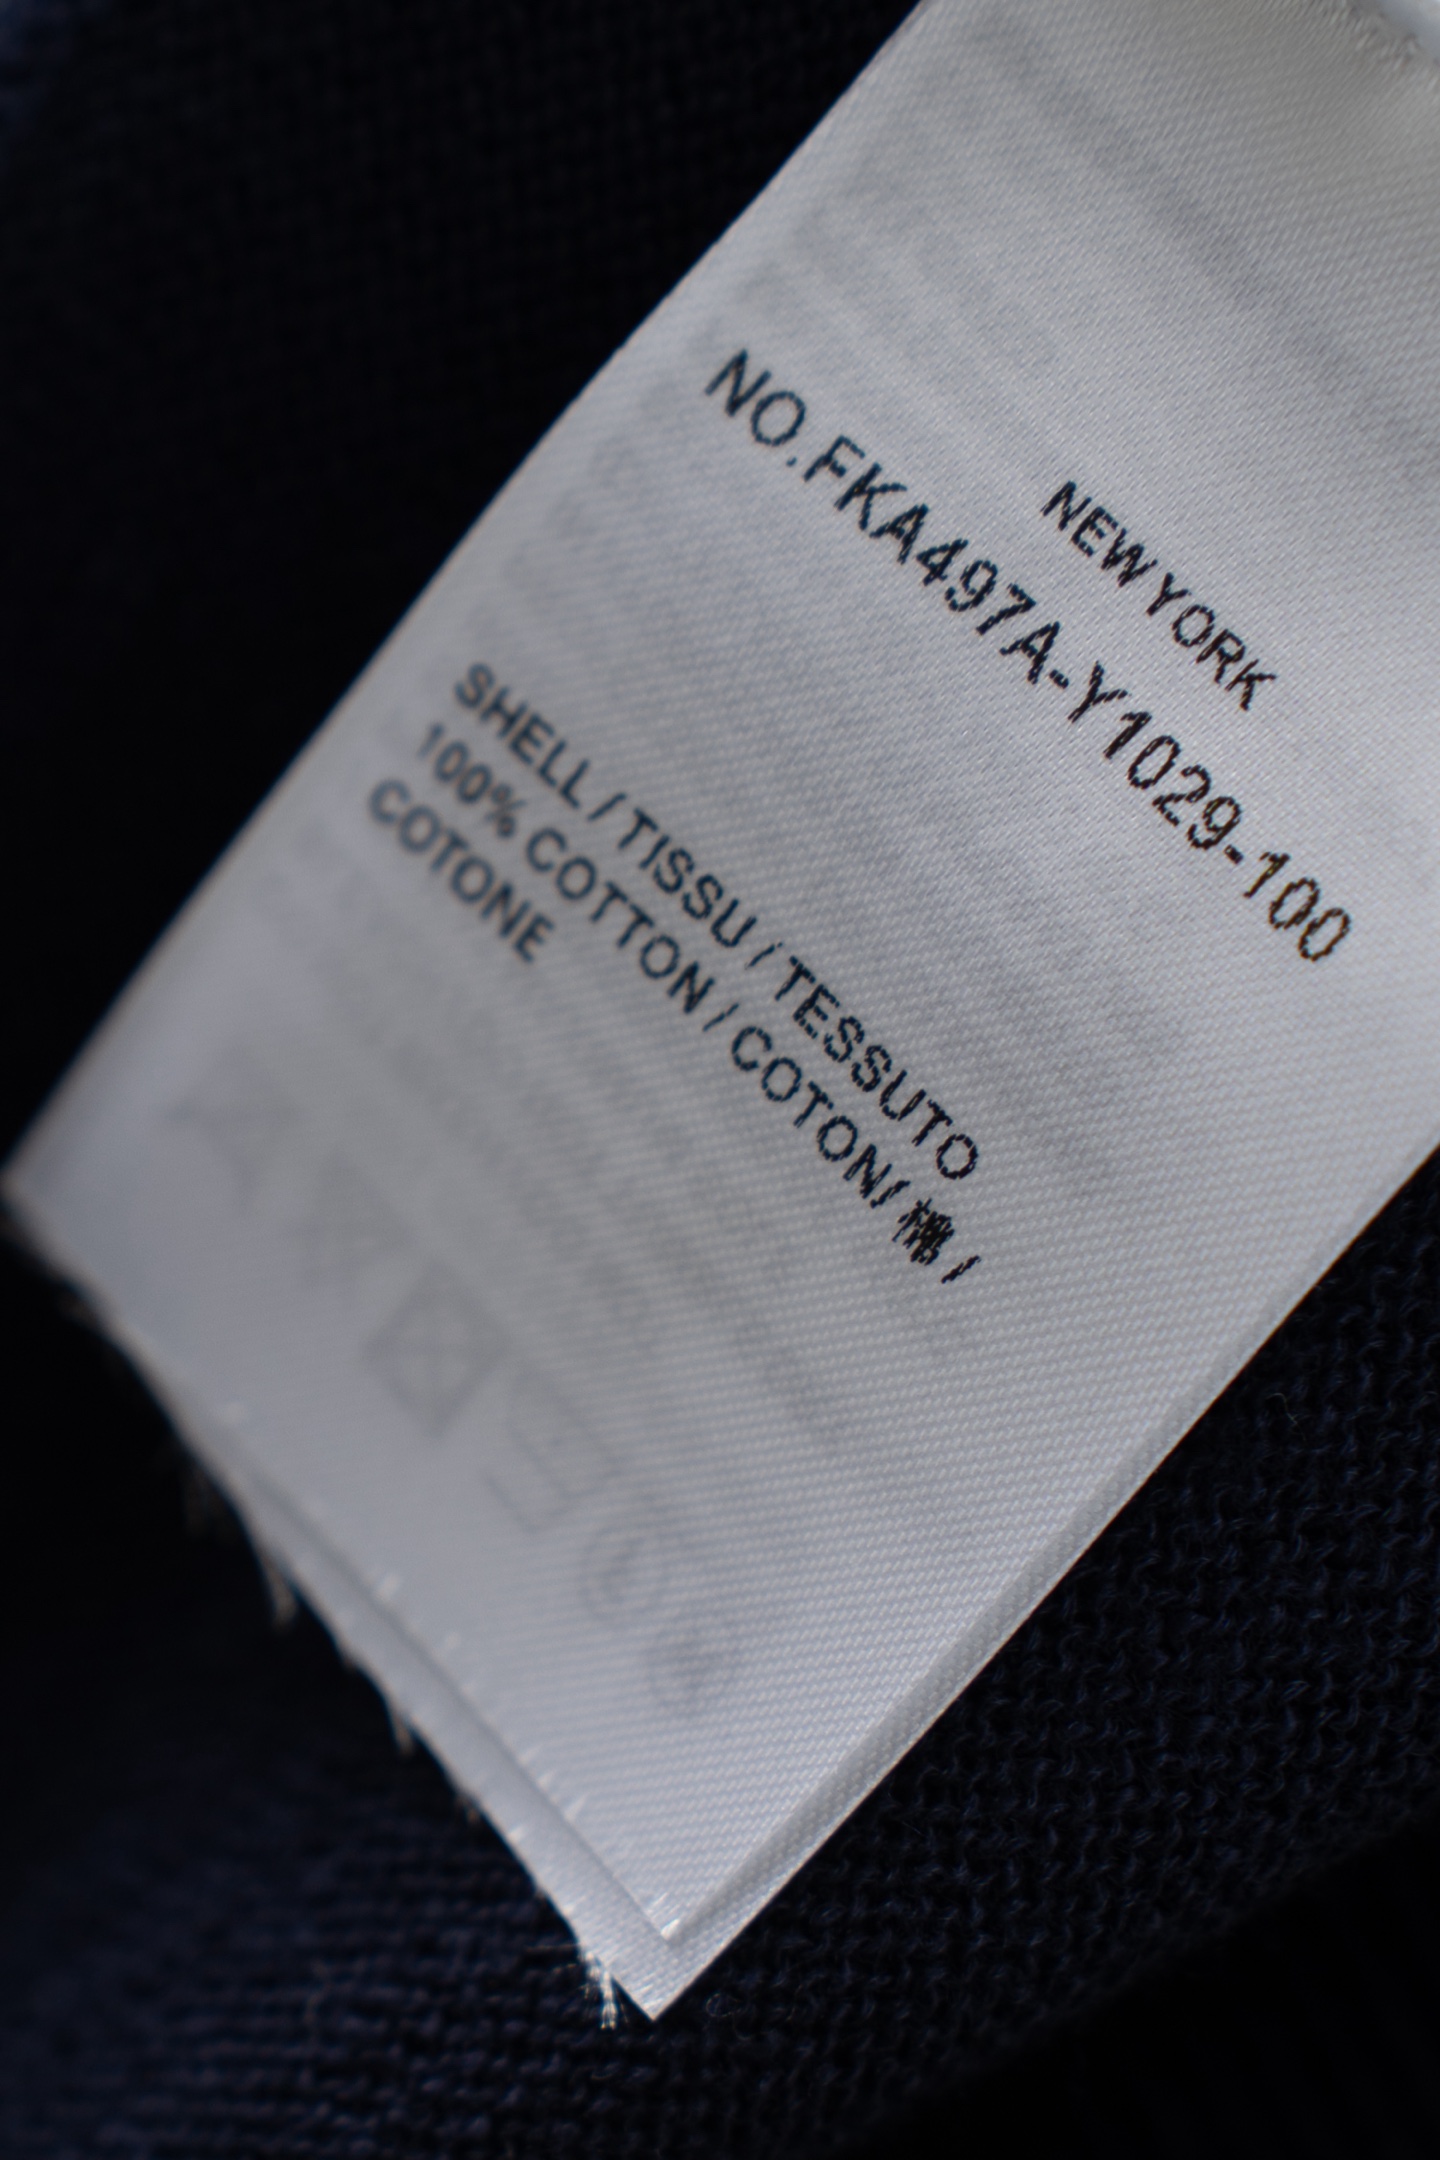 NEW YORK
NO.FKA497A-Y1029-100
SHELL / TISSU / TESSUTO
100% COTTON / COTON/ 棉 /
COTONE